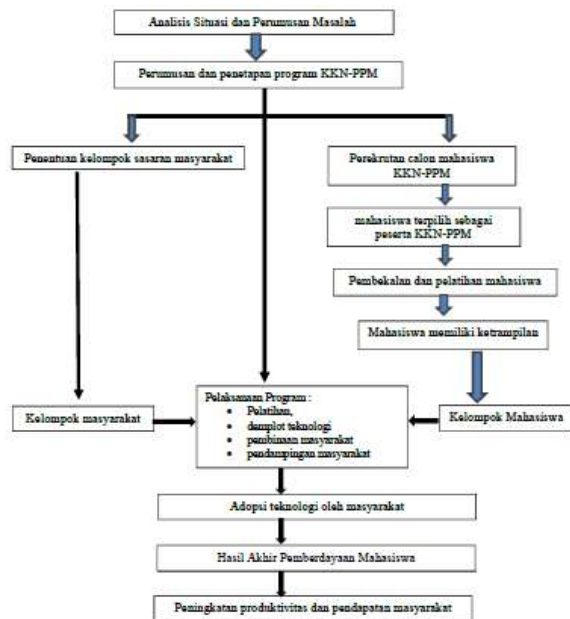 Analisis Situasi dan Perumusan Masalah
Perumusan dan penetapan program KKN-PPM
Penentuan kelompok sasaran masyarakat
Perekrutan calon mahasiswa
KKN-PPM
mahasiswa terpilih sebagai
peserta KKN-PPM
Pembekalan dan pelatihan mahasiswa
Mahasiswa memiliki ketrampilan
Kelompok masyarakat
Pelaksanaan Program :
• Pelatihan,
• demplot teknologi
• pembinaan masyarakat
• pendampingan masyarakat
Kelompok Mahasiswa
Adopsi teknologi oleh masyarakat
Hasil Akhir Pemberdayaan Mahasiswa
Peningkatan produktivitas dan pendapatan masyarakat